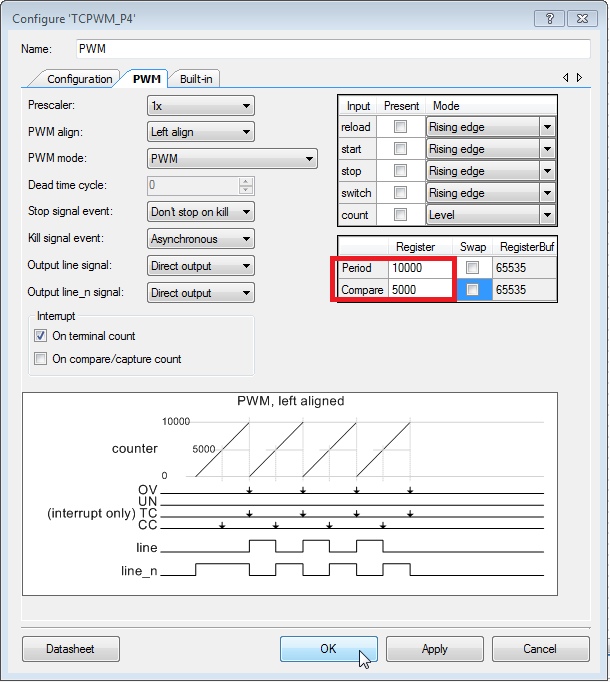 Configure 'TCPWM_P4'
Name: PWM
Configuration PWM Built-in
Prescaler: 1x
PWM align: Left align
PWM mode: PWM
Dead time cycle: 0
Stop signal event: Don't stop on kill
Kill signal event: Asynchronous
Output line signal: Direct output
Output line_n signal: Direct output
Interrupt
On terminal count
On compare/capture count
Input Present Mode
reload Rising edge
start Rising edge
stop Rising edge
switch Rising edge
count Level
Register Swap RegisterBuf
Period 10000 65535
Compare 5000 65535
PWM, left aligned
10000
counter 5000
0
OV
UN
(interrupt only) TC
CC
line
line_n
Datasheet OK Apply Cancel